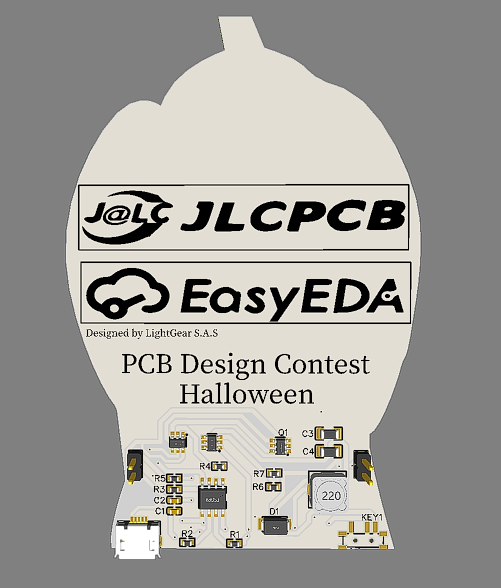 J@LC JLCPCB
EasyEDA
Designed by LightGear S.A.S
PCB Design Contest
Halloween
Q1
C3
C4
R4
R7
R6
R5
R3
C2
C1
220
D1
KEY1
R2
R1